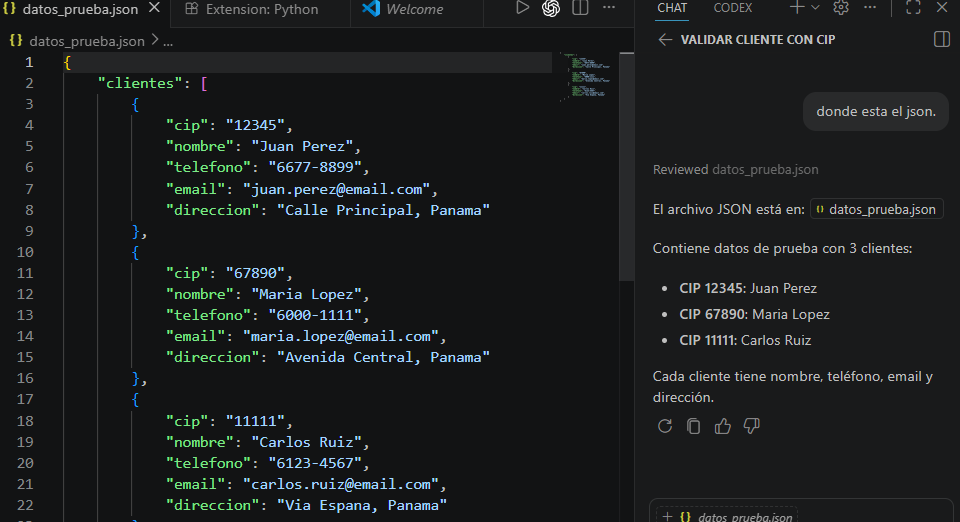 {} datos_prueba.json × Extension: Python Welcome
{} datos_prueba.json > ...
1 {
2 "clientes": [
3 {
4 "cip": "12345",
5 "nombre": "Juan Perez",
6 "telefono": "6677-8899",
7 "email": "juan.perez@email.com",
8 "direccion": "Calle Principal, Panama"
9 },
10 {
11 "cip": "67890",
12 "nombre": "Maria Lopez",
13 "telefono": "6000-1111",
14 "email": "maria.lopez@email.com",
15 "direccion": "Avenida Central, Panama"
16 },
17 {
18 "cip": "11111",
19 "nombre": "Carlos Ruiz",
20 "telefono": "6123-4567",
21 "email": "carlos.ruiz@email.com",
22 "direccion": "Via Espana, Panama"
CHAT CODEX
VALIDAR CLIENTE CON CIP
donde esta el json.
Reviewed datos_prueba.json
El archivo JSON está en: {} datos_prueba.json
Contiene datos de prueba con 3 clientes:
• CIP 12345: Juan Perez
• CIP 67890: Maria Lopez
• CIP 11111: Carlos Ruiz
Cada cliente tiene nombre, teléfono, email y
dirección.
+ {} datos_prueba.json